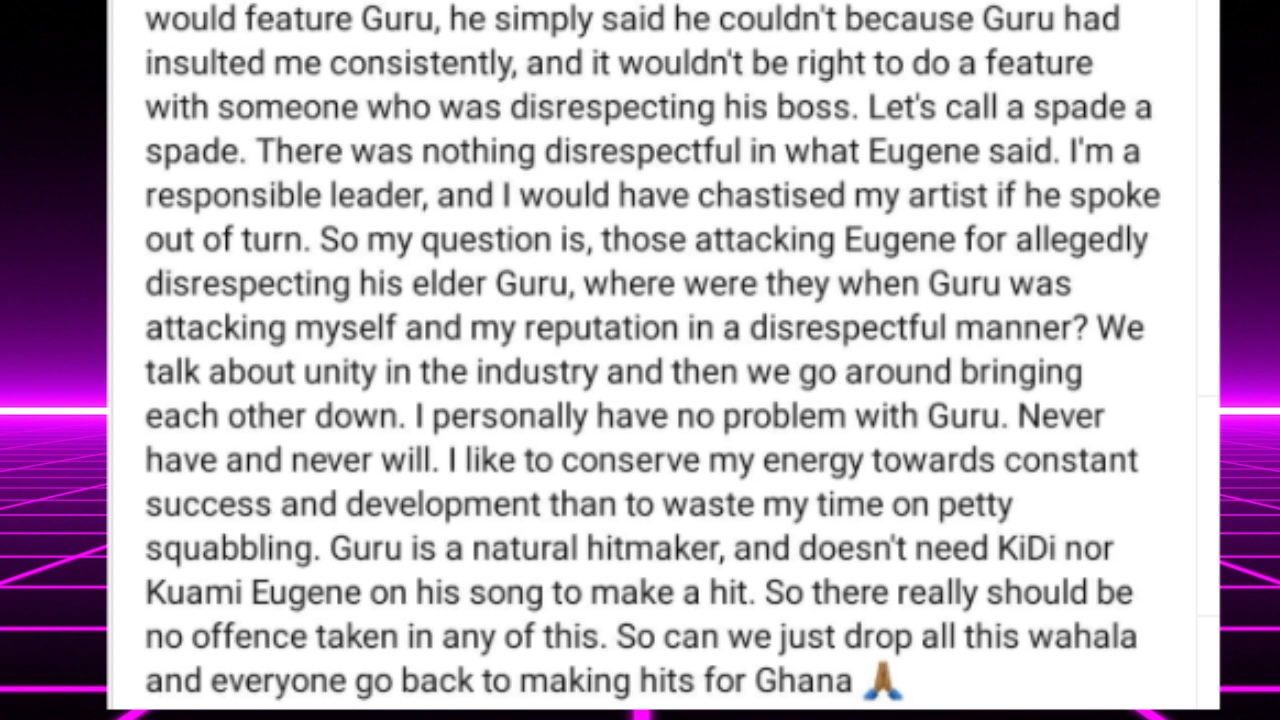 would feature Guru, he simply said he couldn't because Guru had
insulted me consistently, and it wouldn't be right to do a feature
with someone who was disrespecting his boss. Let's call a spade a
spade. There was nothing disrespectful in what Eugene said. I'm a
responsible leader, and I would have chastised my artist if he spoke
out of turn. So my question is, those attacking Eugene for allegedly
disrespecting his elder Guru, where were they when Guru was
attacking myself and my reputation in a disrespectful manner? We
talk about unity in the industry and then we go around bringing
each other down. I personally have no problem with Guru. Never
have and never will. I like to conserve my energy towards constant
success and development than to waste my time on petty
squabbling. Guru is a natural hitmaker, and doesn't need KiDi nor
Kuami Eugene on his song to make a hit. So there really should be
no offence taken in any of this. So can we just drop all this wahala
and everyone go back to making hits for Ghana 🙏🏾